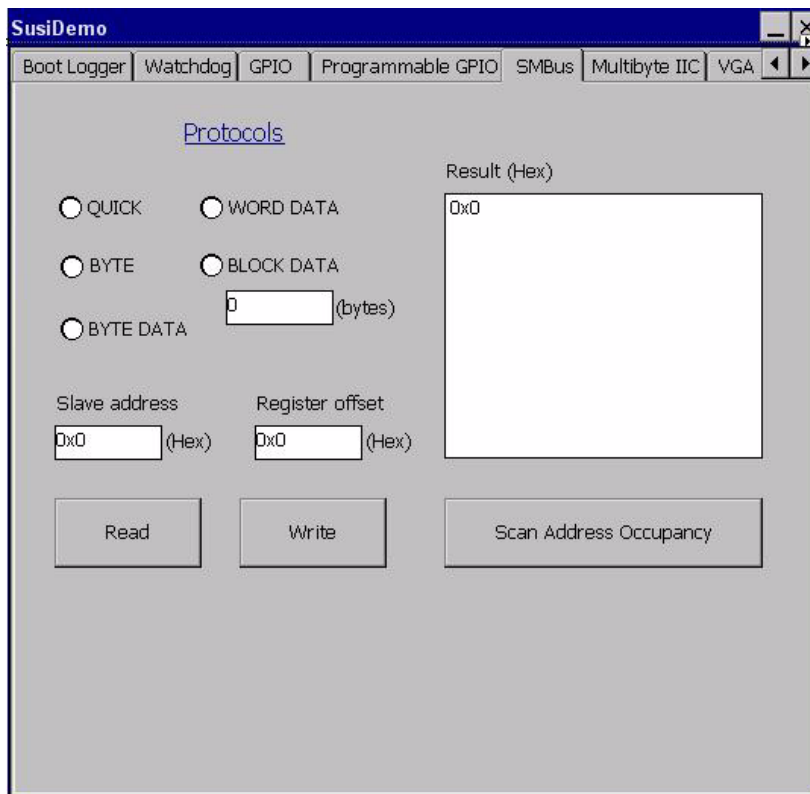 SusiDemo
Boot Logger Watchdog GPIO Programmable GPIO SMBus Multibyte IIC VGA
Protocols
Result (Hex)
QUICK WORD DATA
0x0
BYTE BLOCK DATA
0 (bytes)
BYTE DATA
Slave address Register offset
0x0 (Hex) 0x0 (Hex)
Read Write Scan Address Occupancy